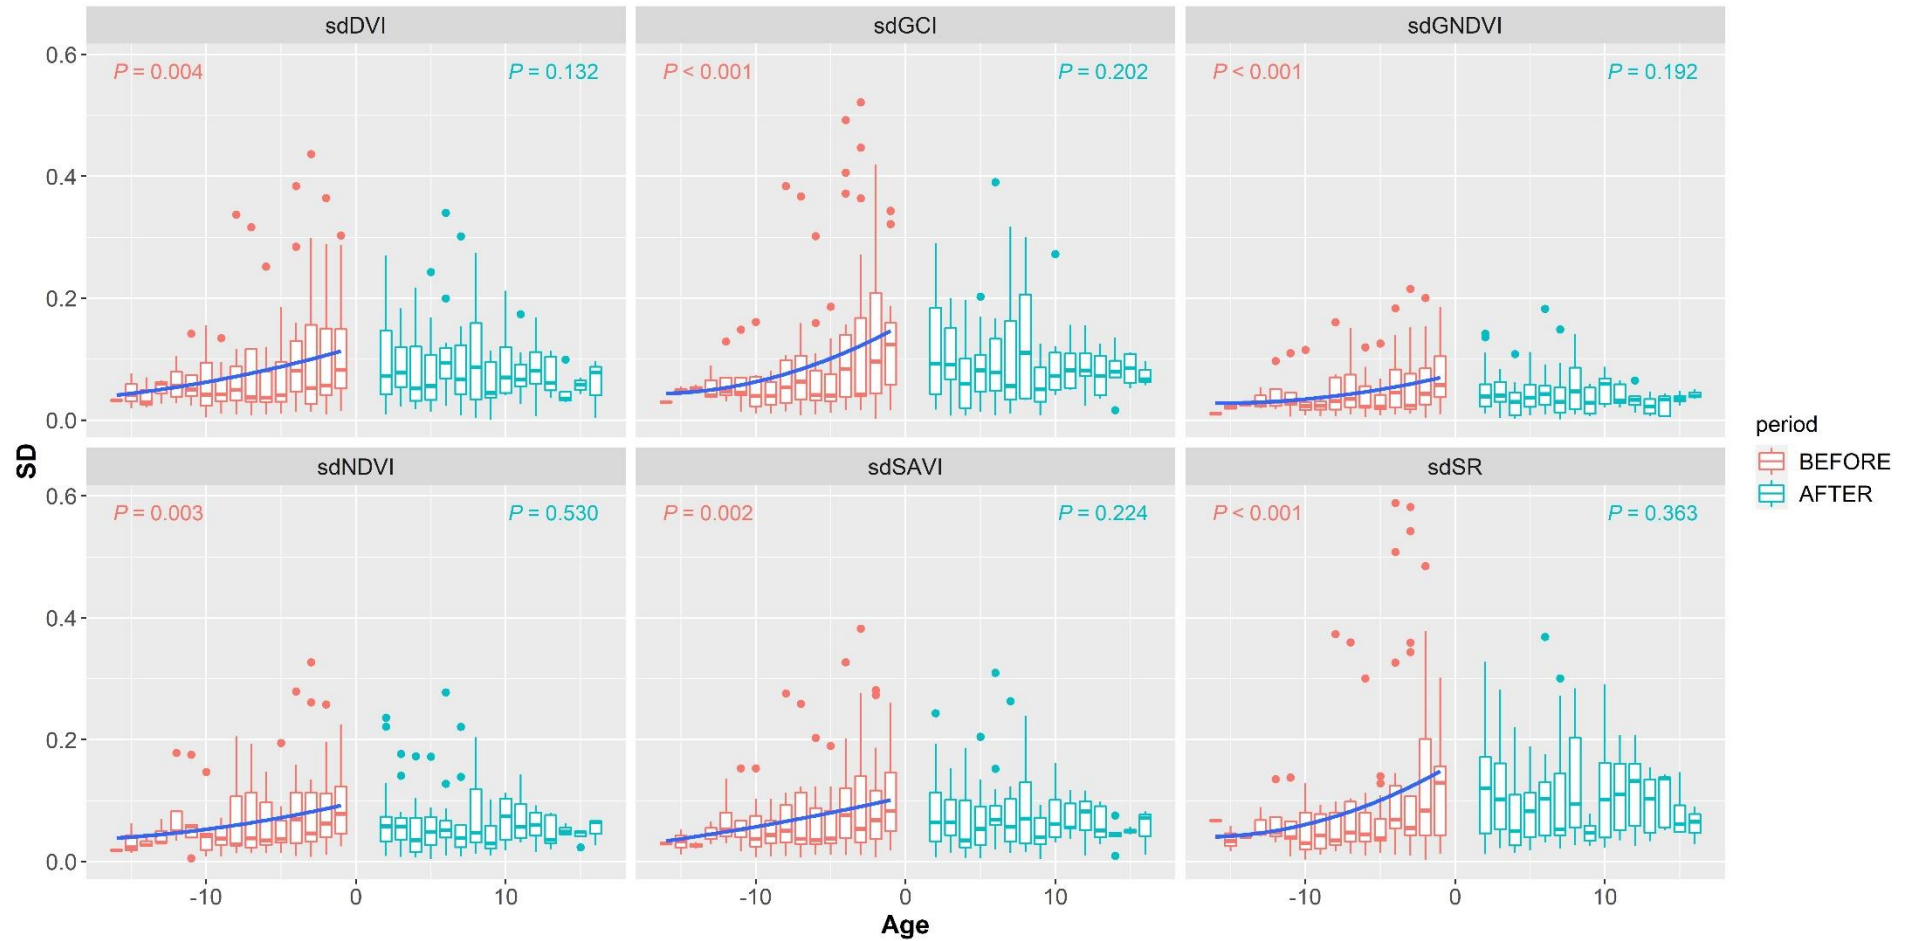 sdDVI sdGCI sdGNDVI
P = 0.004 P = 0.132 P < 0.001 P = 0.202 P < 0.001 P = 0.192
0.6
0.4
0.2
0.0
SD
sdNDVI sdSAVI sdSR
P = 0.003 P = 0.530 P = 0.002 P = 0.224 P < 0.001 P = 0.363
0.6
0.4
0.2
0.0
-10 0 10 -10 0 10 -10 0 10
Age
period
BEFORE
AFTER